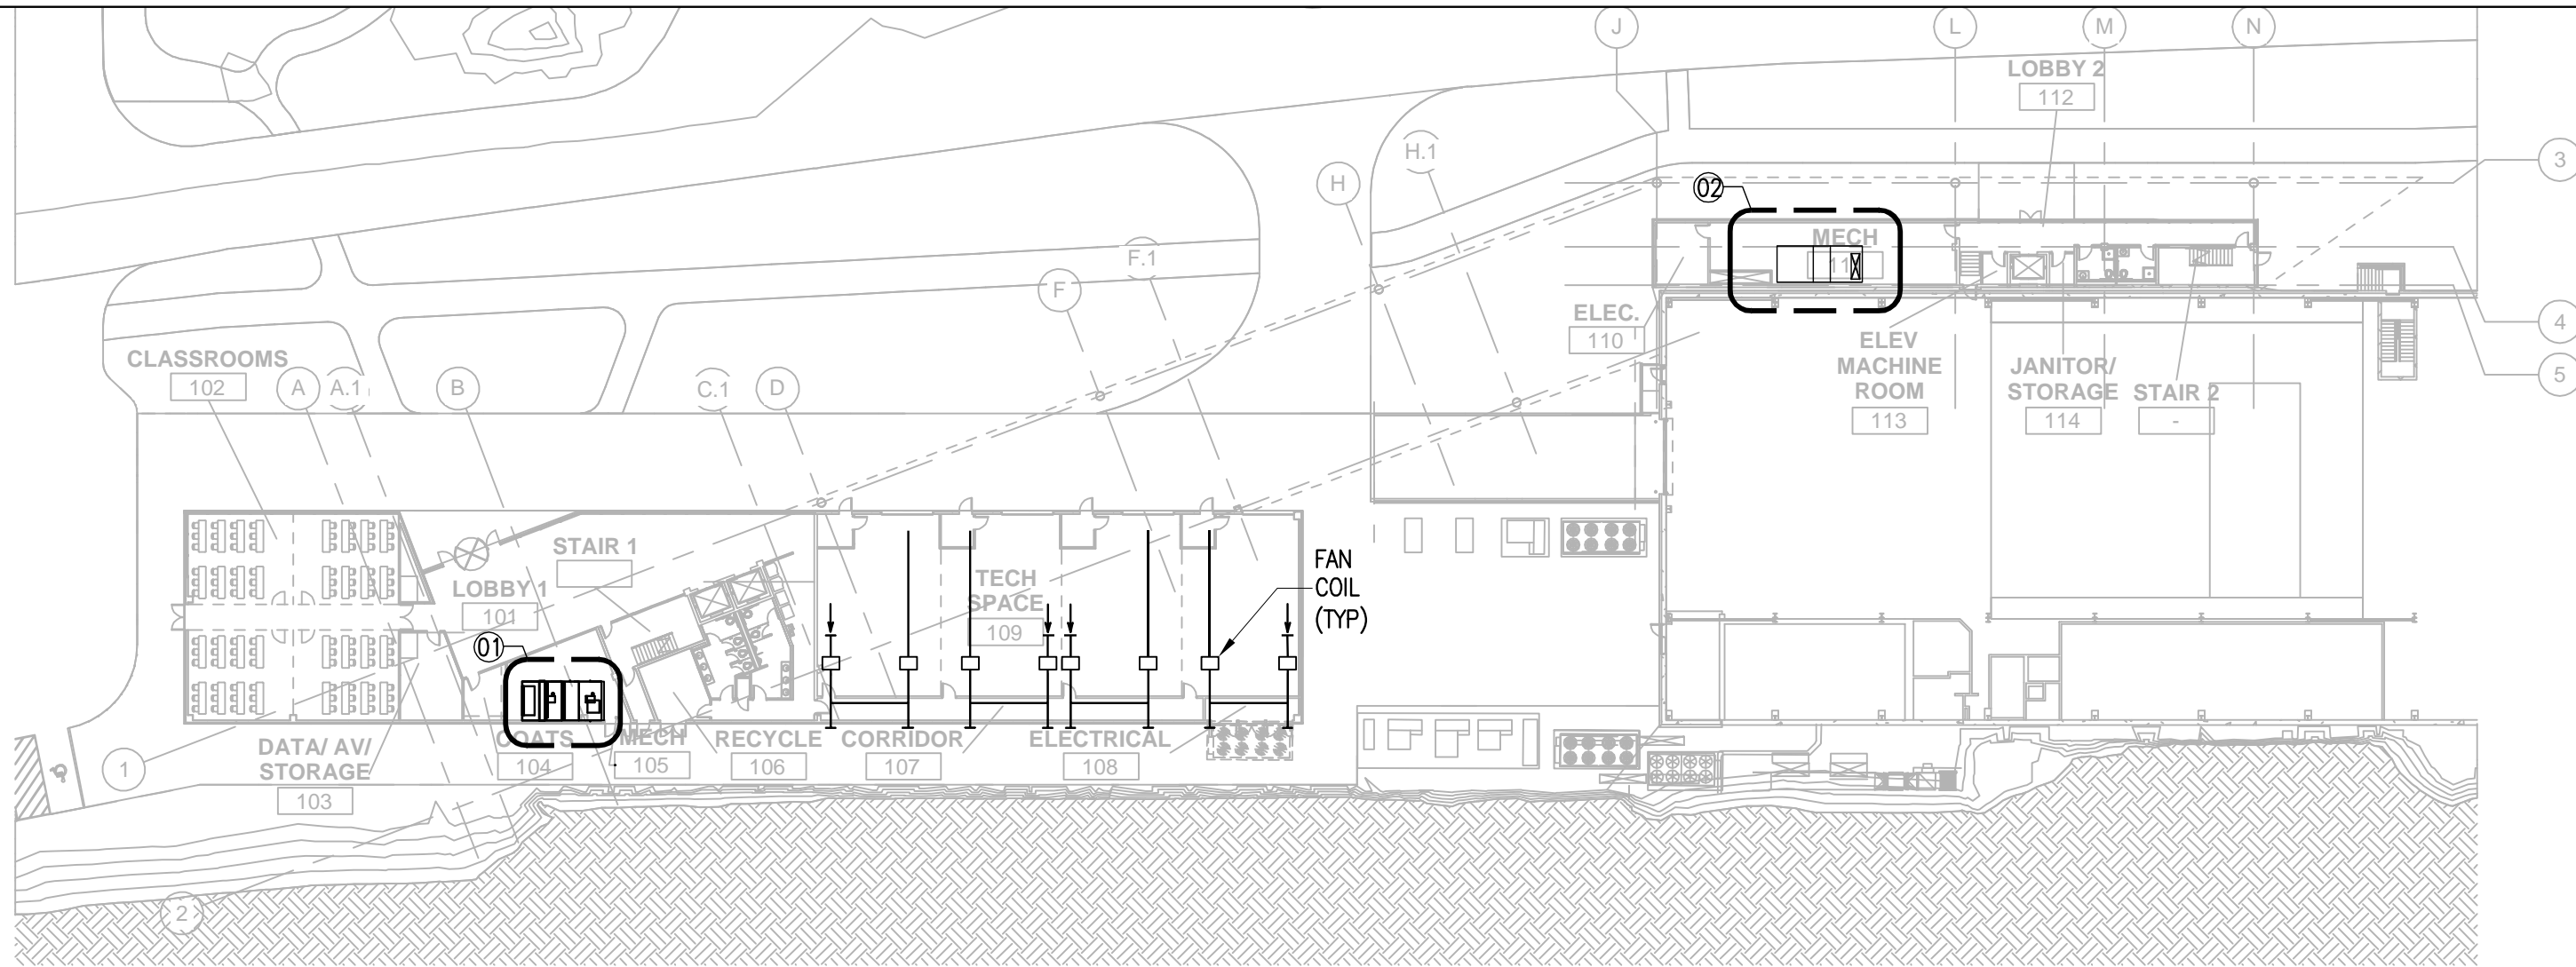 J
L
M
N
LOBBY 2
112
H.1
3
H
02
F.1
MECH
F
ELEC.
110
4
ELEV
MACHINE
ROOM
113
JANITOR/
STORAGE
114
STAIR 2
-
5
CLASSROOMS
102
A
A.1
B
C.1
D
STAIR 1
LOBBY 1
101
01
TECH
SPACE
109
FAN
COIL
(TYP)
1
DATA/ AV/
STORAGE
103
COATS
104
MECH
105
RECYCLE
106
CORRIDOR
107
ELECTRICAL
108
2